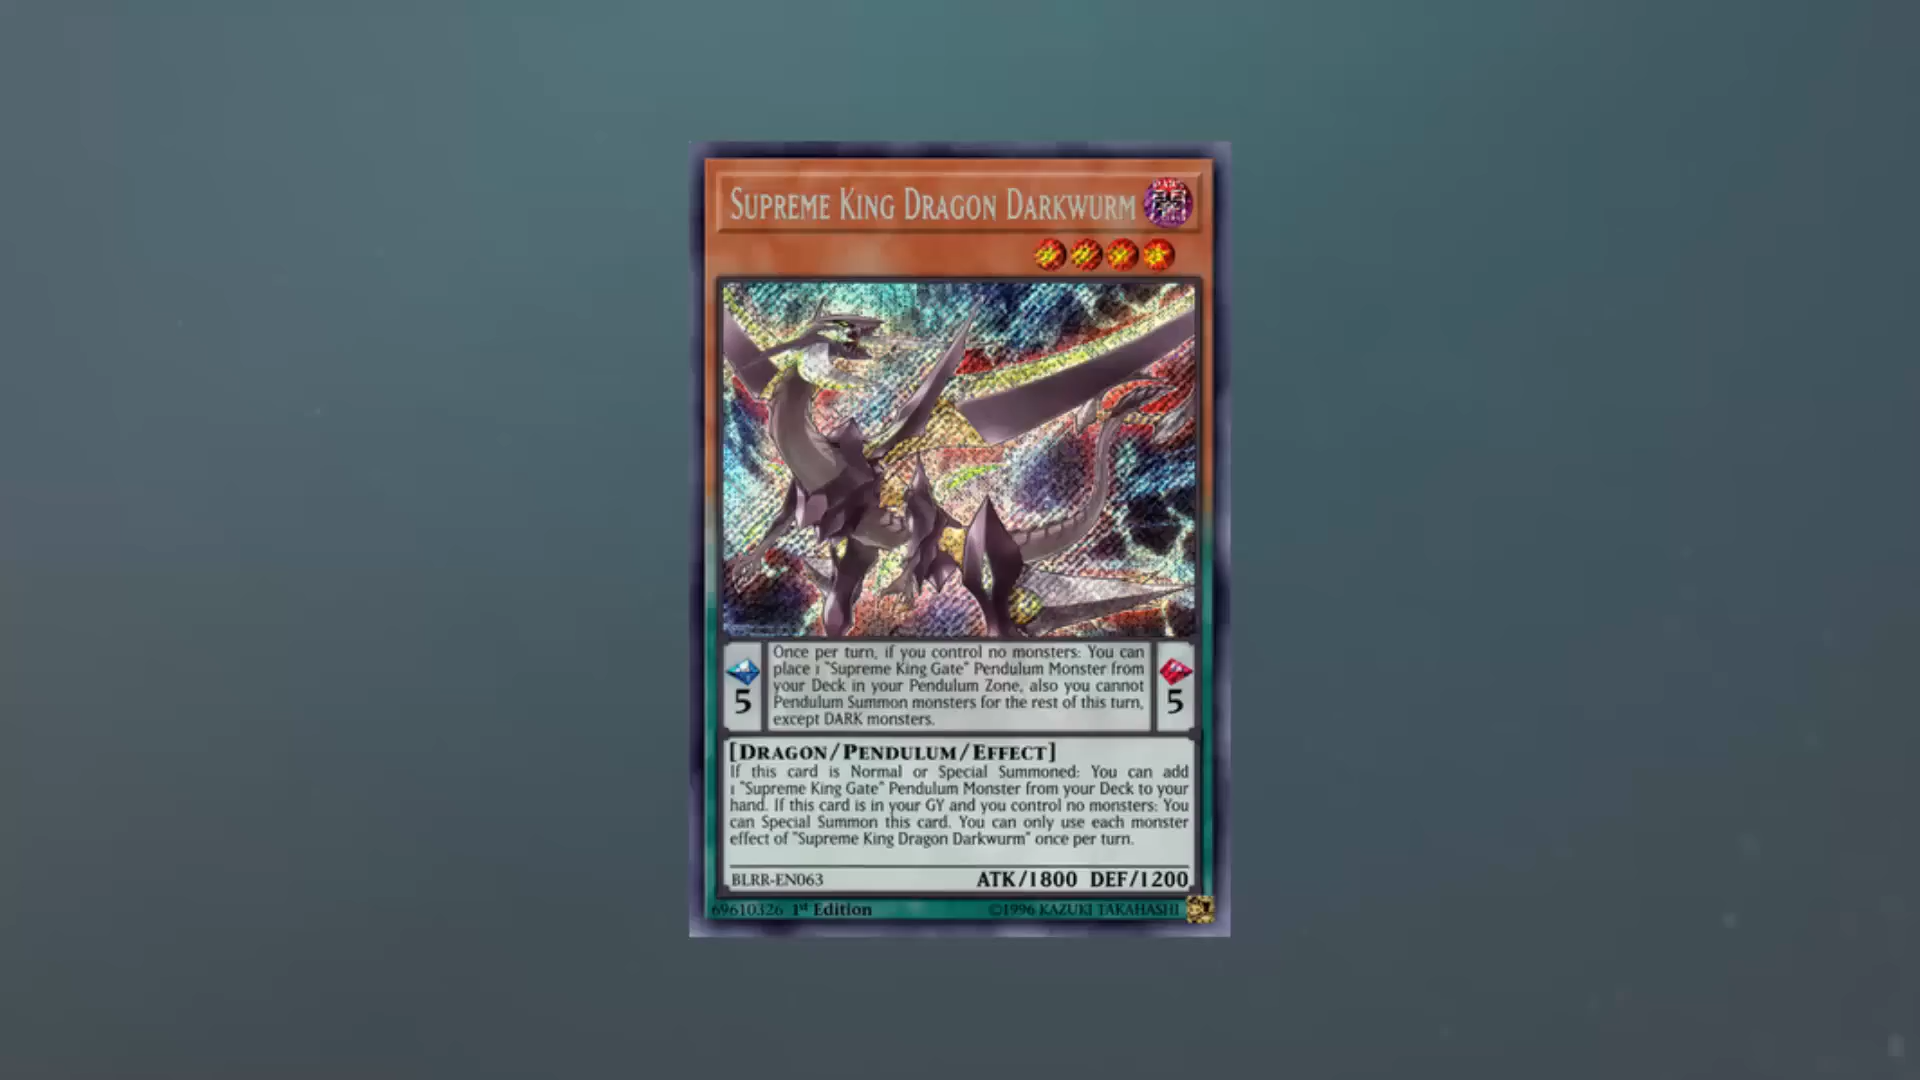 SUPREME KING DRAGON DARKWURM
Once per turn, if you control no monsters: You can
place 1 "Supreme King Gate" Pendulum Monster from
your Deck in your Pendulum Zone, also you cannot
Pendulum Summon monsters for the rest of this turn,
except DARK monsters.
5
5
[DRAGON/PENDULUM/EFFECT]
If this card is Normal or Special Summoned: You can add
1 "Supreme King Gate" Pendulum Monster from your Deck to your
hand. If this card is in your GY and you control no monsters: You
can Special Summon this card. You can only use each monster
effect of "Supreme King Dragon Darkwurm" once per turn.
BLRR-EN063 ATK/1800 DEF/1200
69610326 1st Edition ©1996 KAZUKI TAKAHASHI